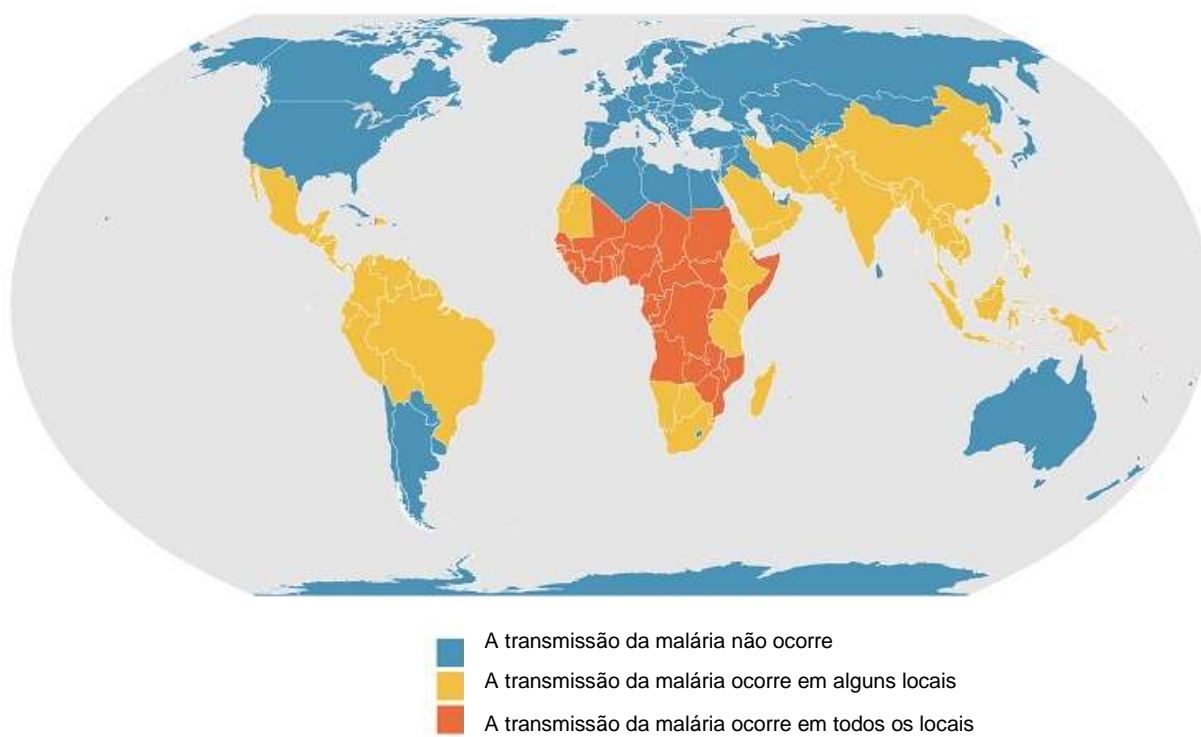 A transmissão da malária não ocorre
A transmissão da malária ocorre em alguns locais
A transmissão da malária ocorre em todos os locais